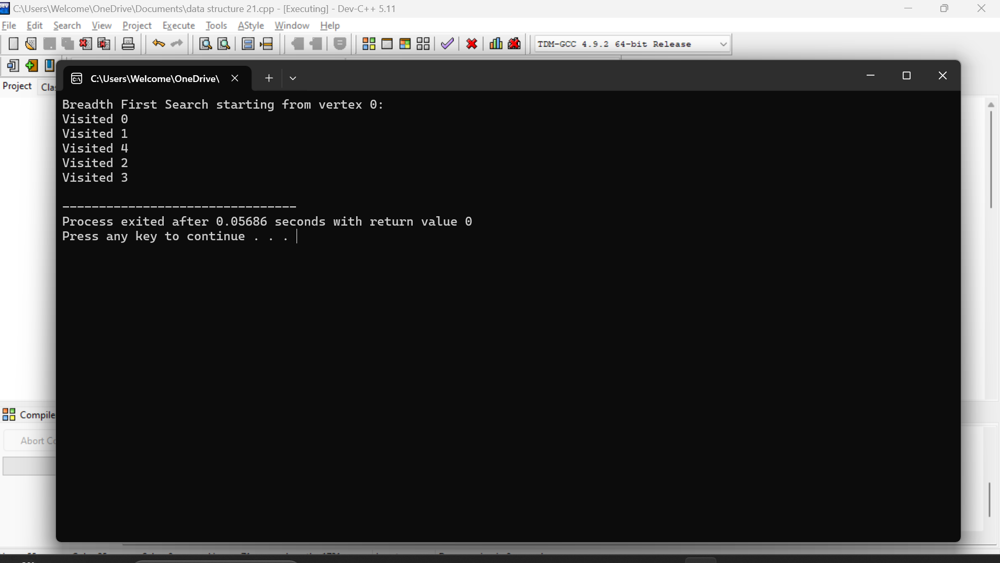 C:\Users\Welcome\OneDrive\Documents\data structure 21.cpp - [Executing] - Dev-C++ 5.11
File Edit Search View Project Execute Tools AStyle Window Help
TDM-GCC 4.9.2 64-bit Release
C:\Users\Welcome\OneDrive\
Project Clas
Breadth First Search starting from vertex 0:
Visited 0
Visited 1
Visited 4
Visited 2
Visited 3
--------------------------------
Process exited after 0.05686 seconds with return value 0
Press any key to continue . . .
Compile
Abort Co